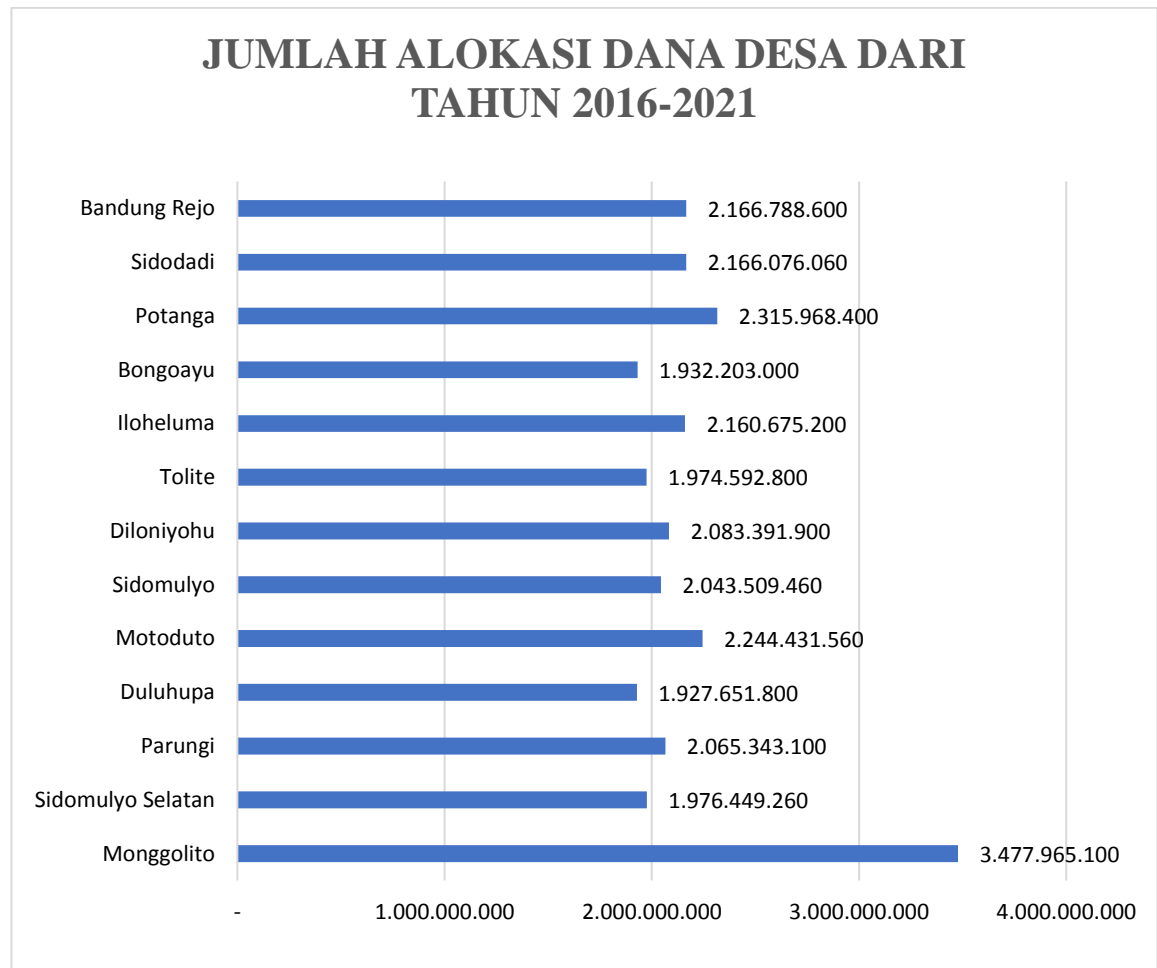 JUMLAH ALOKASI DANA DESA DARI
TAHUN 2016-2021
Bandung Rejo 2.166.788.600
Sidodadi 2.166.076.060
Potanga 2.315.968.400
Bongoayu 1.932.203.000
Iloheluma 2.160.675.200
Tolite 1.974.592.800
Diloniyohu 2.083.391.900
Sidomulyo 2.043.509.460
Motoduto 2.244.431.560
Duluhupa 1.927.651.800
Parungi 2.065.343.100
Sidomulyo Selatan 1.976.449.260
Monggolito 3.477.965.100
- 1.000.000.000 2.000.000.000 3.000.000.000 4.000.000.000